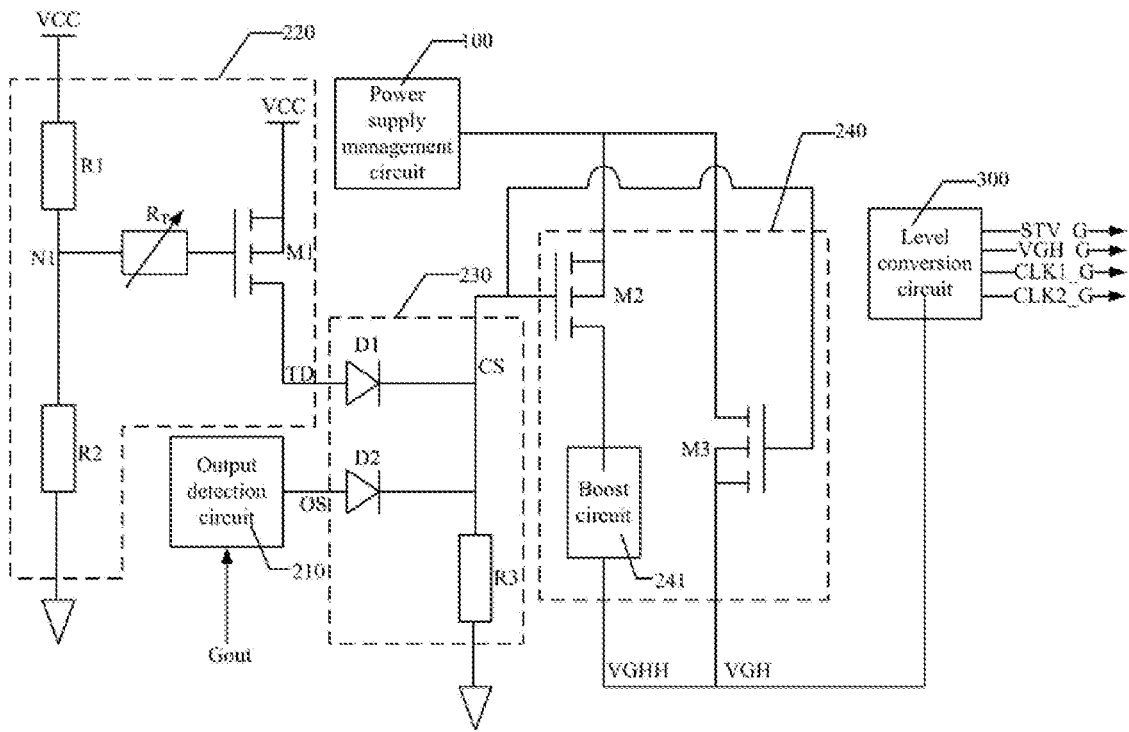 VCC
220
100
VCC
Power
supply
management
circuit
240
300
R1
RT
M1
N1
Level
conversion
circuit
STV_G
VGH_G
CLK1_G
CLK2_G
230
M2
D1
TD
CS
R2
D2
M3
Output
detection
circuit
OS
Boost
circuit
210
R3
241
Gout
VGHH
VGH